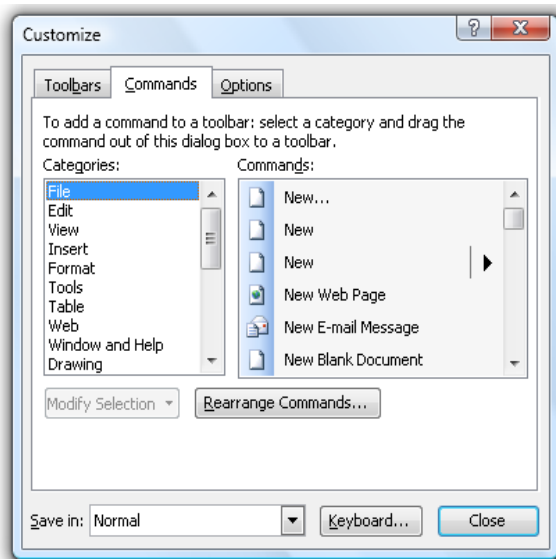 Customize
Toolbars
Commands
Options
To add a command to a toolbar: select a category and drag the
command out of this dialog box to a toolbar.
Categories:
Commands:
File
Edit
View
Insert
Format
Tools
Table
Web
Window and Help
Drawing
New...
New
New
New Web Page
New E-mail Message
New Blank Document
Modify Selection
Rearrange Commands...
Save in:
Normal
Keyboard...
Close